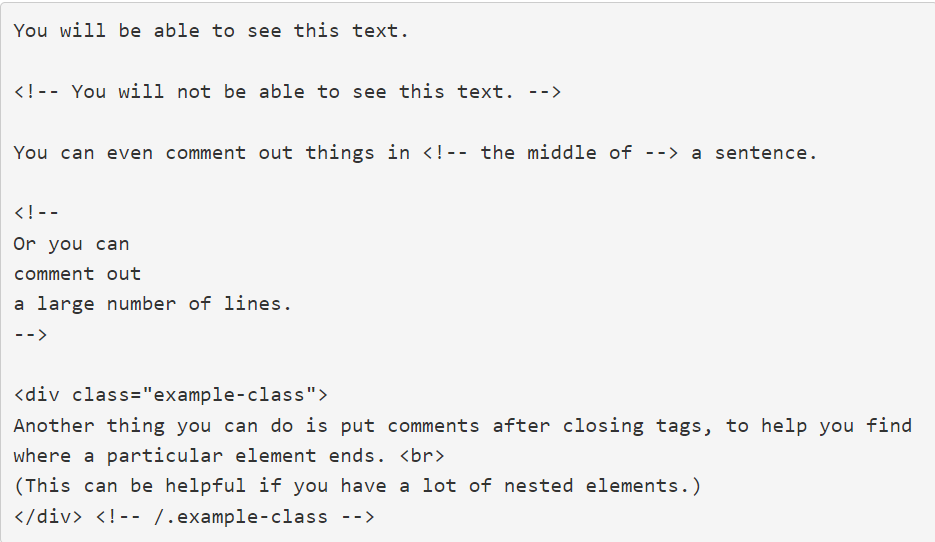 You will be able to see this text.
<!-- You will not be able to see this text. -->
You can even comment out things in <!-- the middle of --> a sentence.
<!--
Or you can
comment out
a large number of lines.
-->
<div class="example-class">
Another thing you can do is put comments after closing tags, to help you find
where a particular element ends. <br>
(This can be helpful if you have a lot of nested elements.)
</div> <!-- /.example-class -->